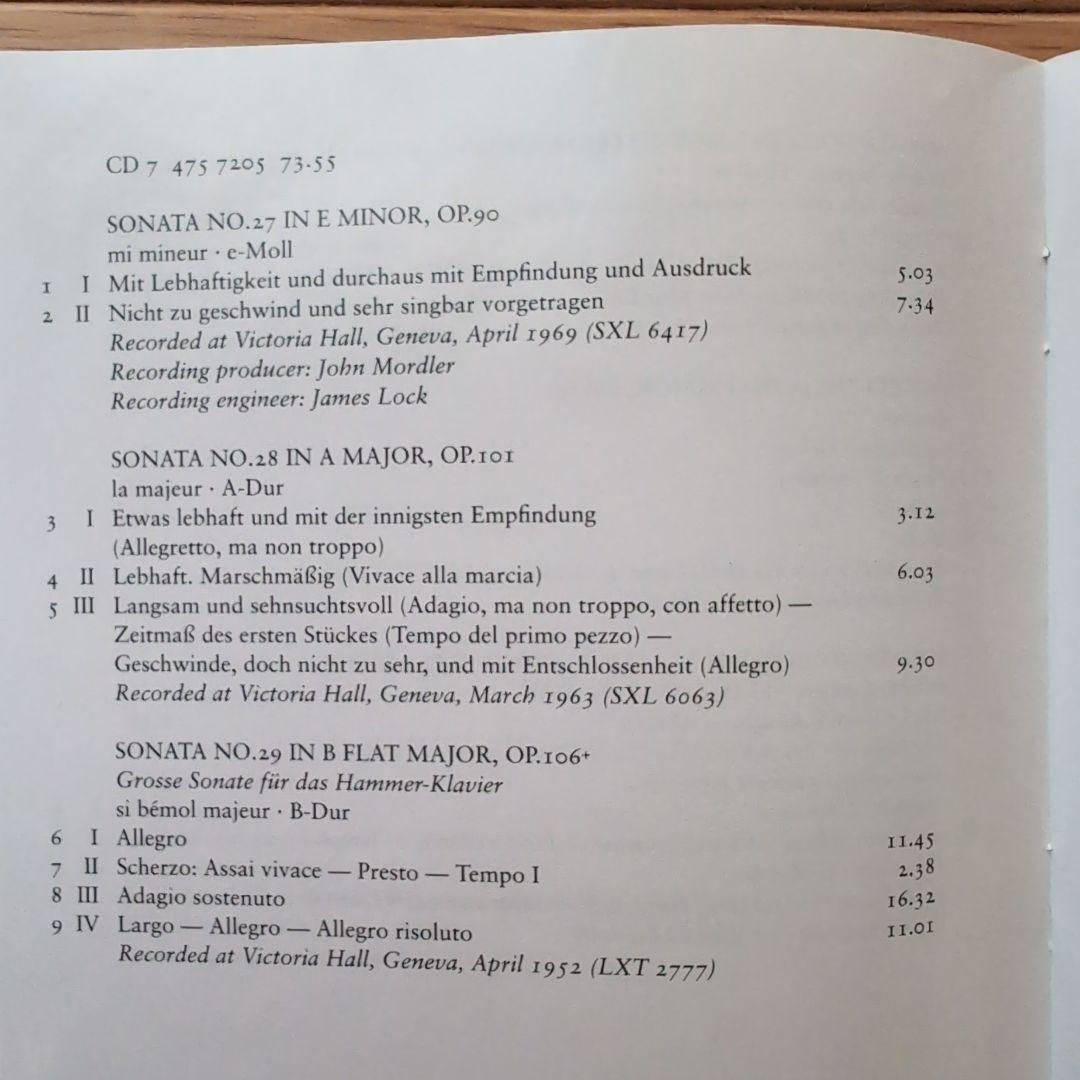 CD 7 475 7205 73·55
SONATA NO.27 IN E MINOR, OP.90
mi mineur · e-Moll
1 I Mit Lebhaftigkeit und durchaus mit Empfindung und Ausdruck 5.03
2 II Nicht zu geschwind und sehr singbar vorgetragen 7.34
Recorded at Victoria Hall, Geneva, April 1969 (SXL 6417)
Recording producer: John Mordler
Recording engineer: James Lock
SONATA NO.28 IN A MAJOR, OP.101
la majeur · A-Dur
3 I Etwas lebhaft und mit der innigsten Empfindung 3.12
(Allegretto, ma non troppo)
4 II Lebhaft. Marschmäßig (Vivace alla marcia) 6.03
5 III Langsam und sehnsuchtsvoll (Adagio, ma non troppo, con affetto) —
Zeitmaß des ersten Stückes (Tempo del primo pezzo) —
Geschwinde, doch nicht zu sehr, und mit Entschlossenheit (Allegro) 9.30
Recorded at Victoria Hall, Geneva, March 1963 (SXL 6063)
SONATA NO.29 IN B FLAT MAJOR, OP.106+
Grosse Sonate für das Hammer-Klavier
si bémol majeur · B-Dur
6 I Allegro 11.45
7 II Scherzo: Assai vivace — Presto — Tempo I 2.38
8 III Adagio sostenuto 16.32
9 IV Largo — Allegro — Allegro risoluto 11.01
Recorded at Victoria Hall, Geneva, April 1952 (LXT 2777)